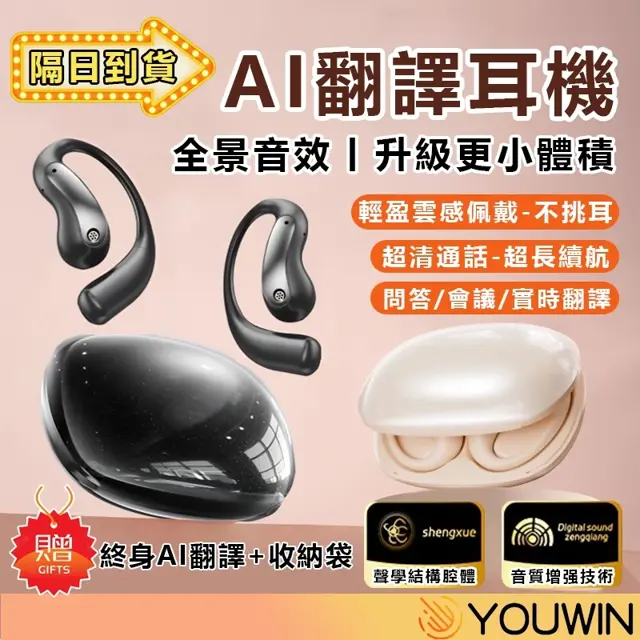 隔日到貨
AI翻譯耳機
全景音效|升級更小體積
輕盈雲感佩戴-不挑耳
超清通話-超長續航
問答/會議/實時翻譯
贈
GIFTS
終身AI翻譯+收納袋
shengxue
聲學結構腔體
Digital sound
zengqiang
音質增强技術
YOUWIN